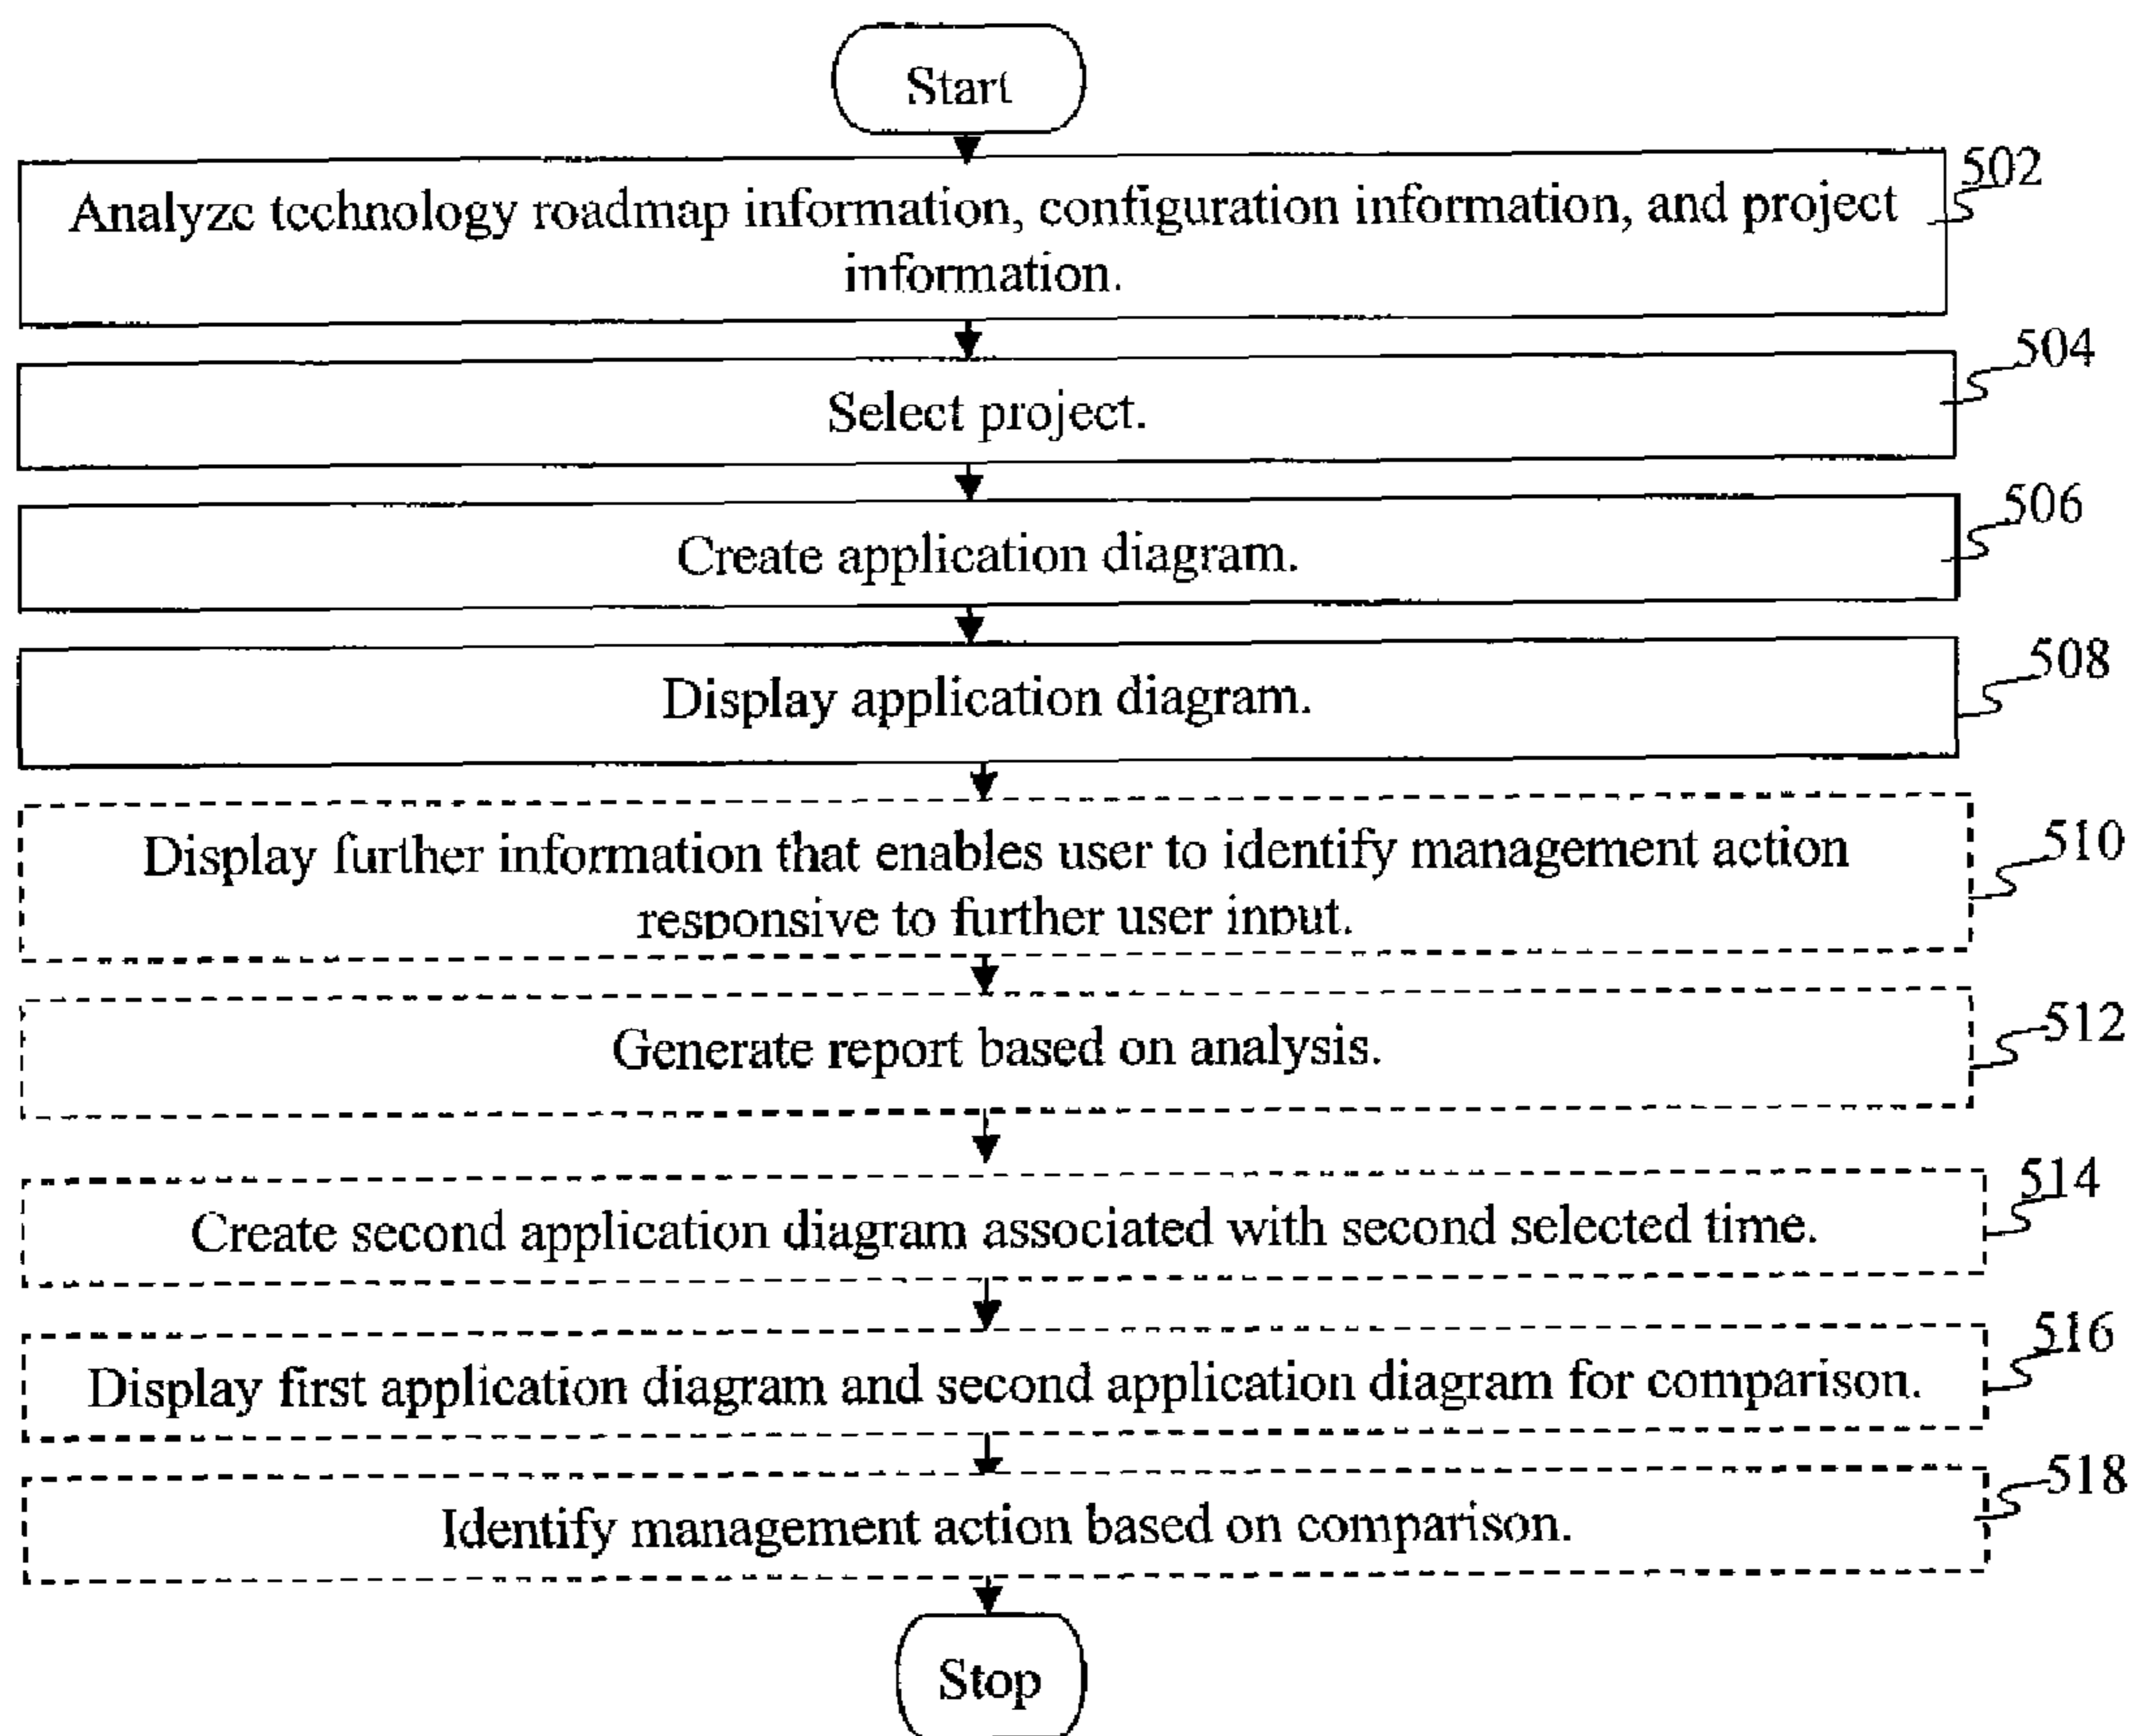 Start
502
Analyze technology roadmap information, configuration information, and project
information.
504
Select project.
506
Create application diagram.
508
Display application diagram.
510
Display further information that enables user to identify management action
responsive to further user input.
512
Generate report based on analysis.
514
Create second application diagram associated with second selected time.
516
Display first application diagram and second application diagram for comparison.
518
Identify management action based on comparison.
Stop